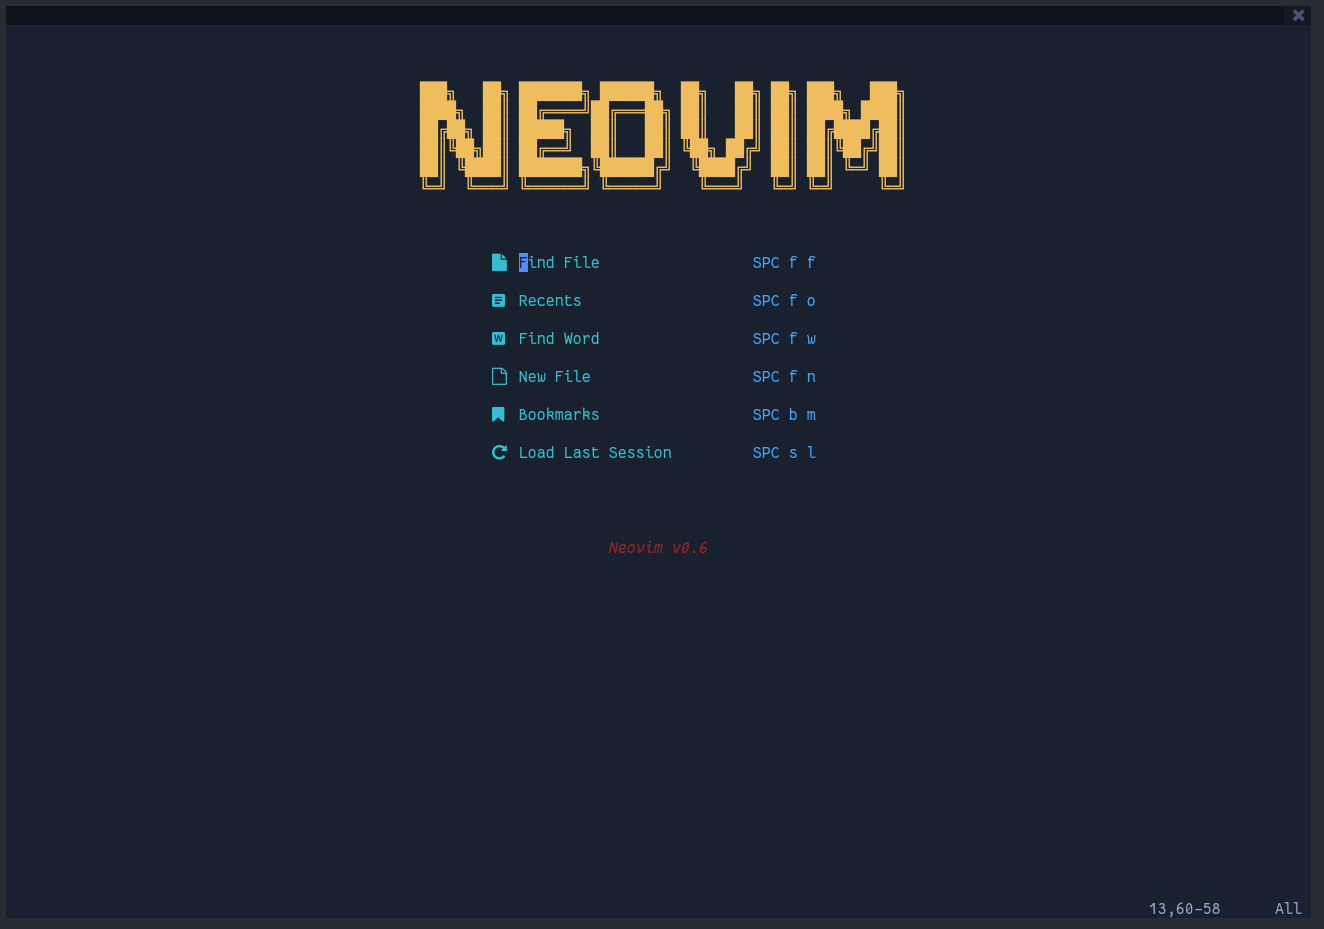 NEOVIM
Find File SPC f f
Recents SPC f o
Find Word SPC f w
New File SPC f n
Bookmarks SPC b m
Load Last Session SPC s l
Neovim v0.6
13,60-58 All